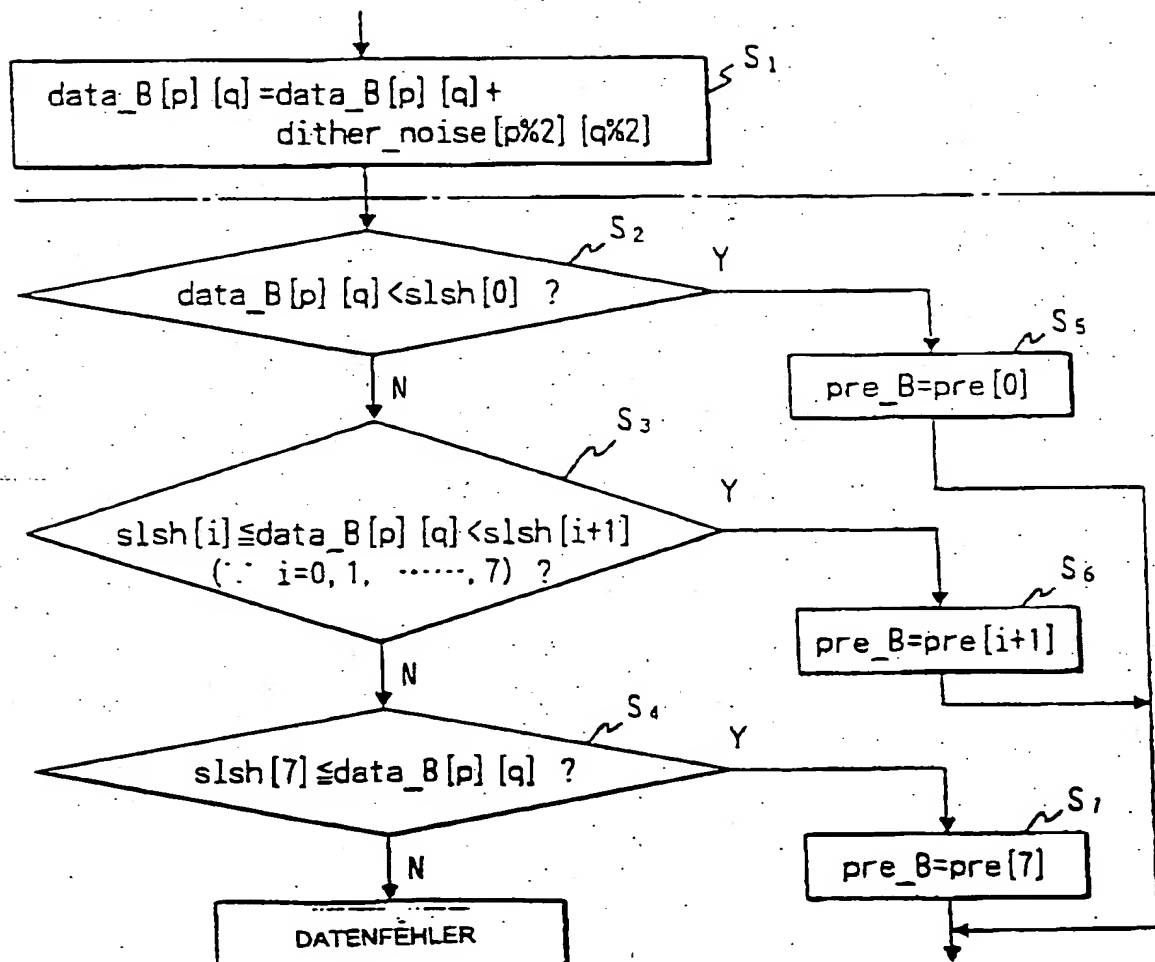 S1
data_B[p] [q]=data_B[p] [q]+
dither_noise[p%2] [q%2]
S2
data_B[p] [q]<slsh[0] ?
Y
N
S5
pre_B=pre[0]
S3
slsh[i]≦data_B[p] [q]<slsh[i+1]
(∵ i=0, 1, ‥‥‥, 7) ?
Y
N
S6
pre_B=pre[i+1]
S4
slsh[7]≦data_B[p] [q] ?
Y
N
S7
pre_B=pre[7]
DATENFEHLER